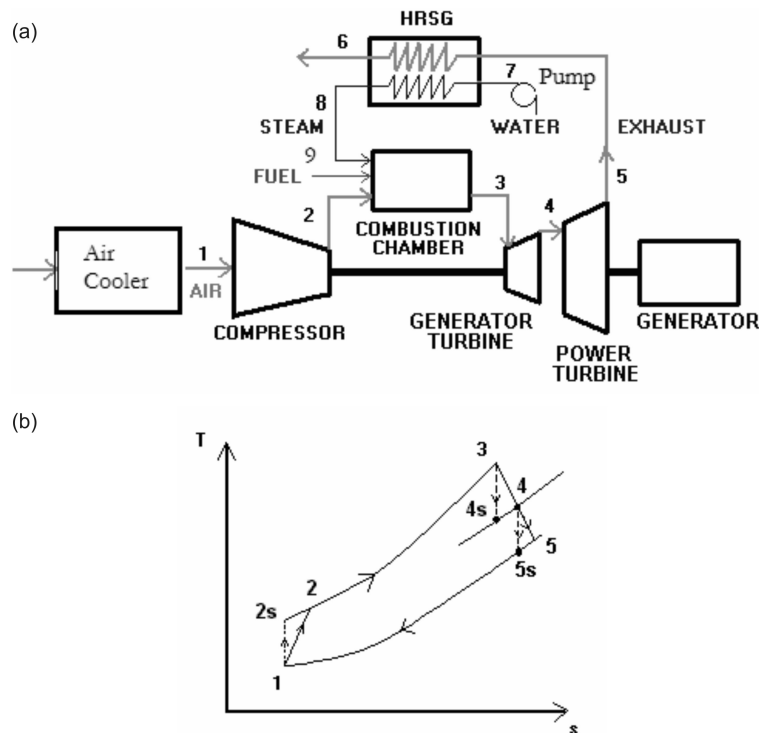 (a)
HRSG
6
7
Pump
8
STEAM
WATER
EXHAUST
9
FUEL
5
3
4
2
COMBUSTION
CHAMBER
1
Air
Cooler
AIR
COMPRESSOR
GENERATOR
TURBINE
GENERATOR
POWER
TURBINE
(b)
T
3
4
4s
5
5s
2
2s
1
s